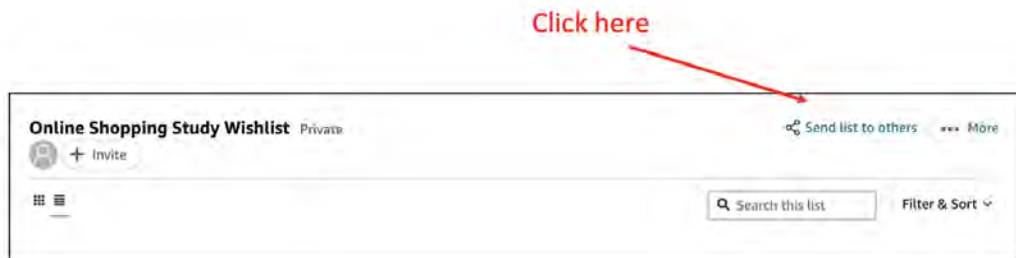 Click here
Online Shopping Study Wishlist Private
Send list to others
More
+ Invite
Search this list
Filter & Sort